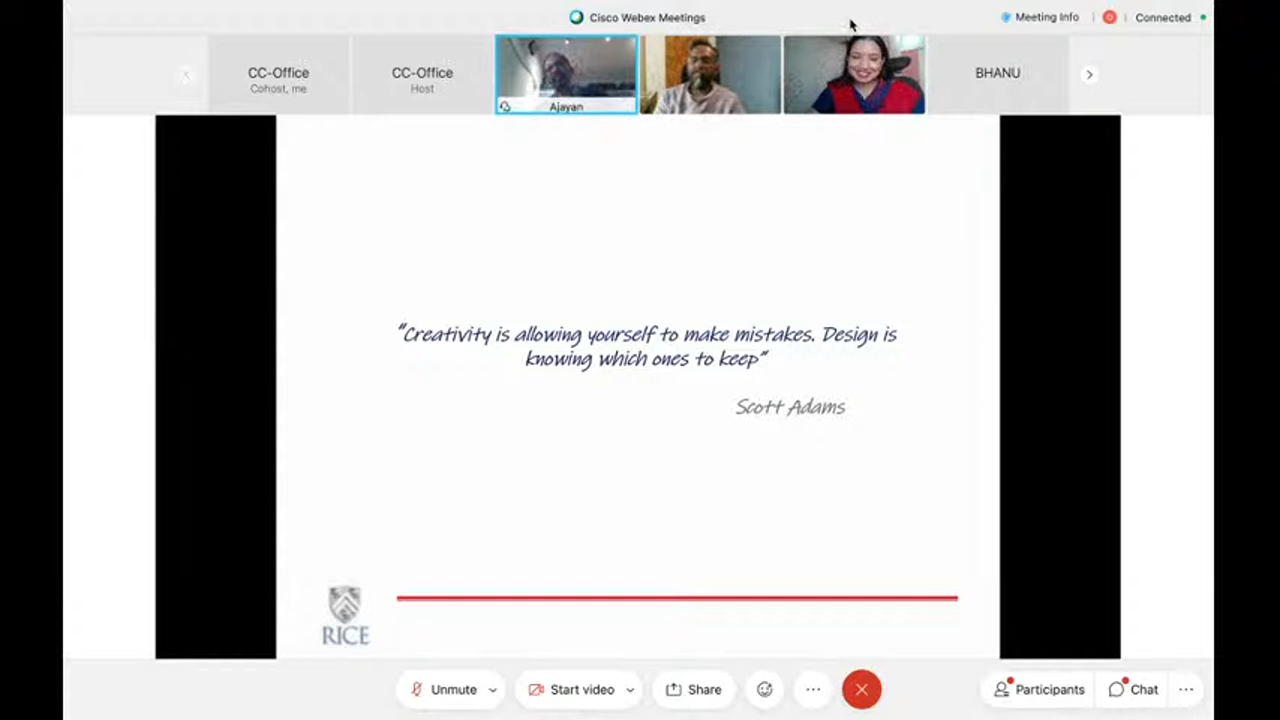 Cisco Webex Meetings
Meeting Info
Connected
CC-Office
Cohost, me
CC-Office
Host
Ajayan
BHANU
"Creativity is allowing yourself to make mistakes. Design is
knowing which ones to keep"
Scott Adams
RICE
Unmute
Start video
Share
Participants
Chat